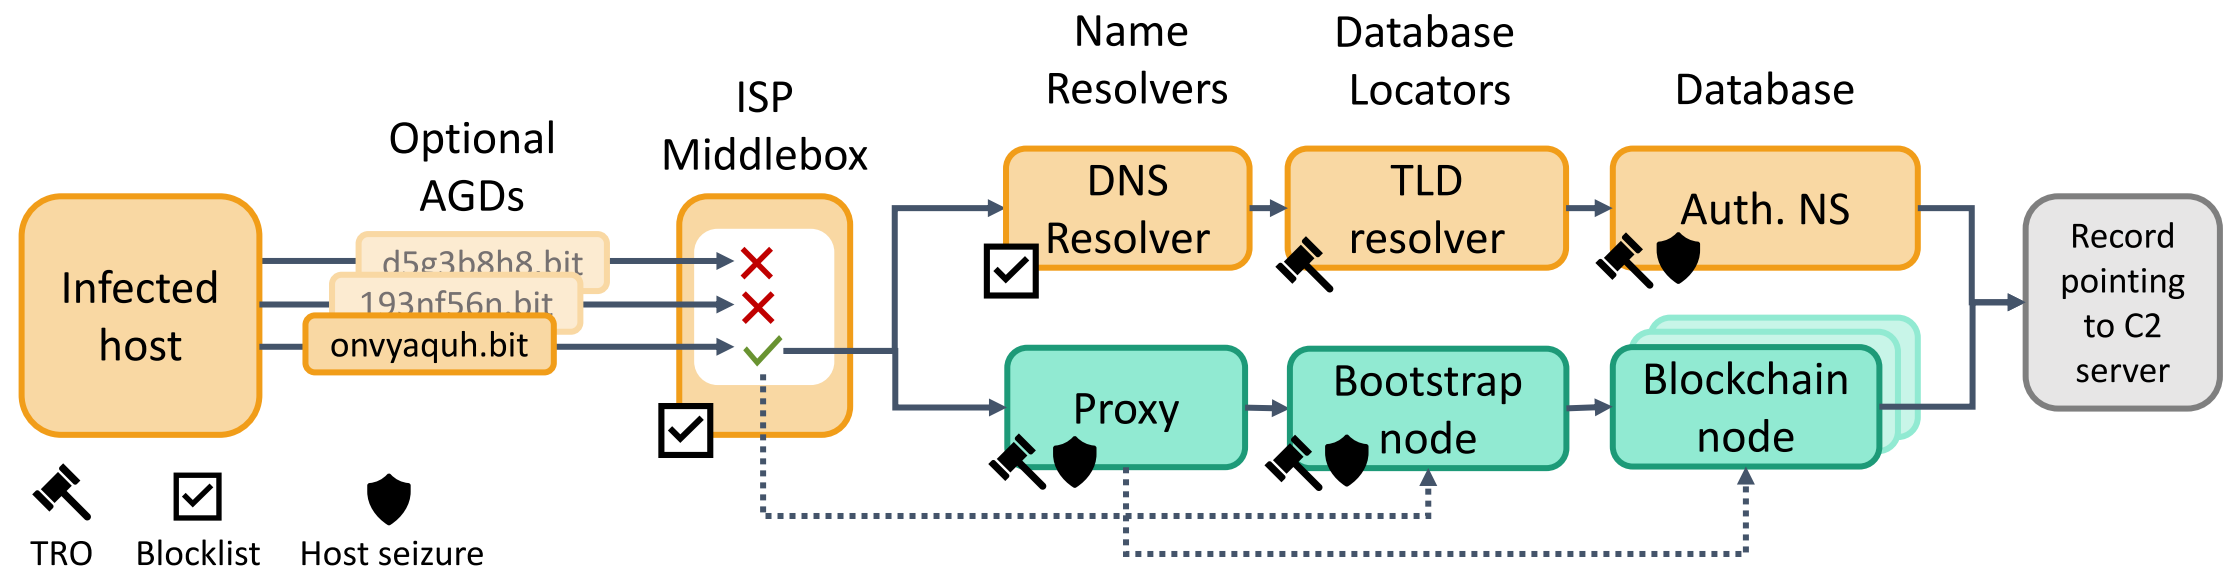 Name
Resolvers
Database
Locators
Database
ISP
Middlebox
Optional
AGDs
Infected
host
d5g3b8h8.bit
193nf56n.bit
onvyaquh.bit
DNS
Resolver
TLD
resolver
Auth. NS
Proxy
Bootstrap
node
Blockchain
node
Record
pointing
to C2
server
TRO
Blocklist
Host seizure